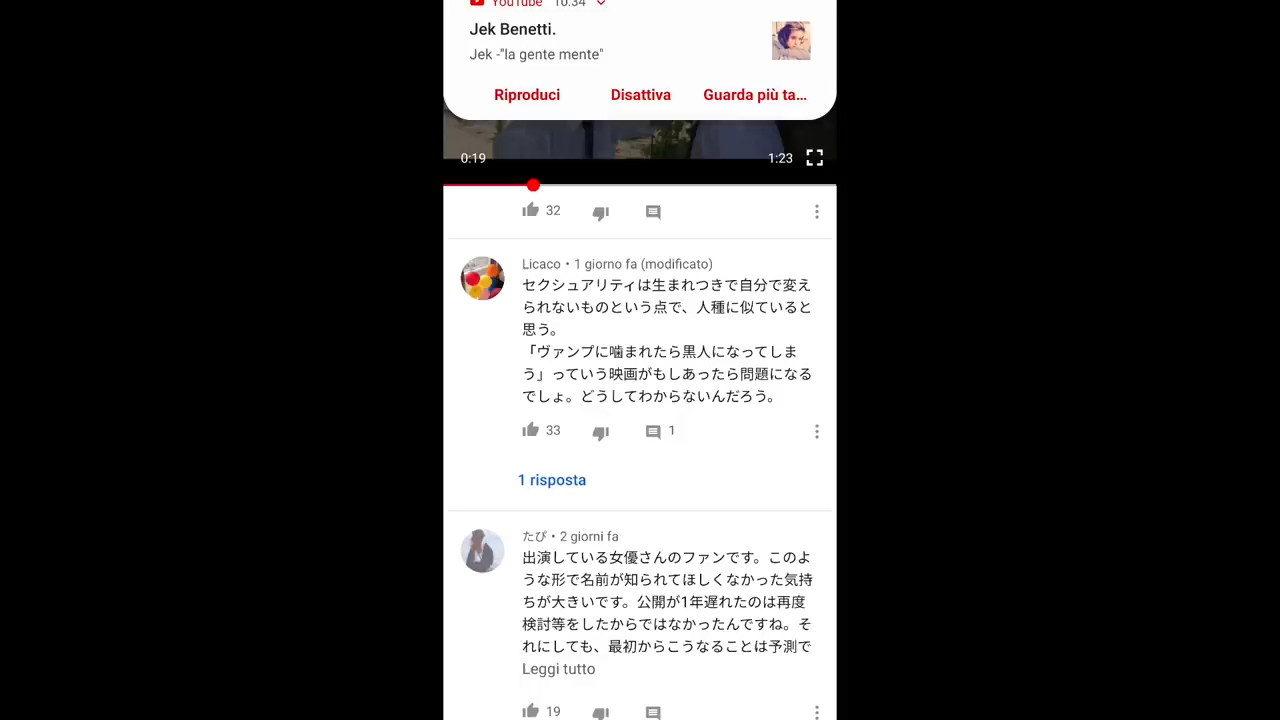 YouTube 10:34
Jek Benetti.
Jek -"la gente mente"
Riproduci Disattiva Guarda più ta...
0:19 1:23
32
Licaco • 1 giorno fa (modificato)
セクシュアリティは生まれつきで自分で変え
られないものという点で、人種に似ていると
思う。
「ヴァンプに噛まれたら黒人になってしま
う」っていう映画がもしあったら問題になる
でしょ。どうしてわからないんだろう。
33 1
1 risposta
たぴ • 2 giorni fa
出演している女優さんのファンです。このよ
うな形で名前が知られてほしくなかった気持
ちが大きいです。公開が1年遅れたのは再度
検討等をしたからではなかったんですね。そ
れにしても、最初からこうなることは予測で
Leggi tutto
19